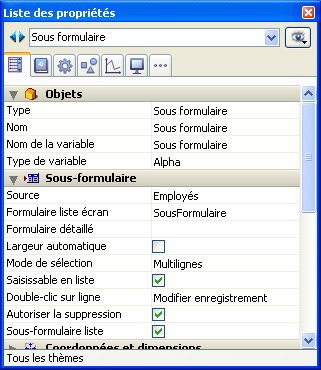 Liste des propriétés
Sous formulaire
Objets
Type Sous formulaire
Nom Sous formulaire
Nom de la variable Sous formulaire
Type de variable Alpha
Sous-formulaire
Source Employés
Formulaire liste écran SousFormulaire
Formulaire détaillé
Largeur automatique
Mode de sélection Multilignes
Saisissable en liste
Double-clic sur ligne Modifier enregistrement
Autoriser la suppression
Sous-formulaire liste
Coordonnées et dimensions
Tous les thèmes